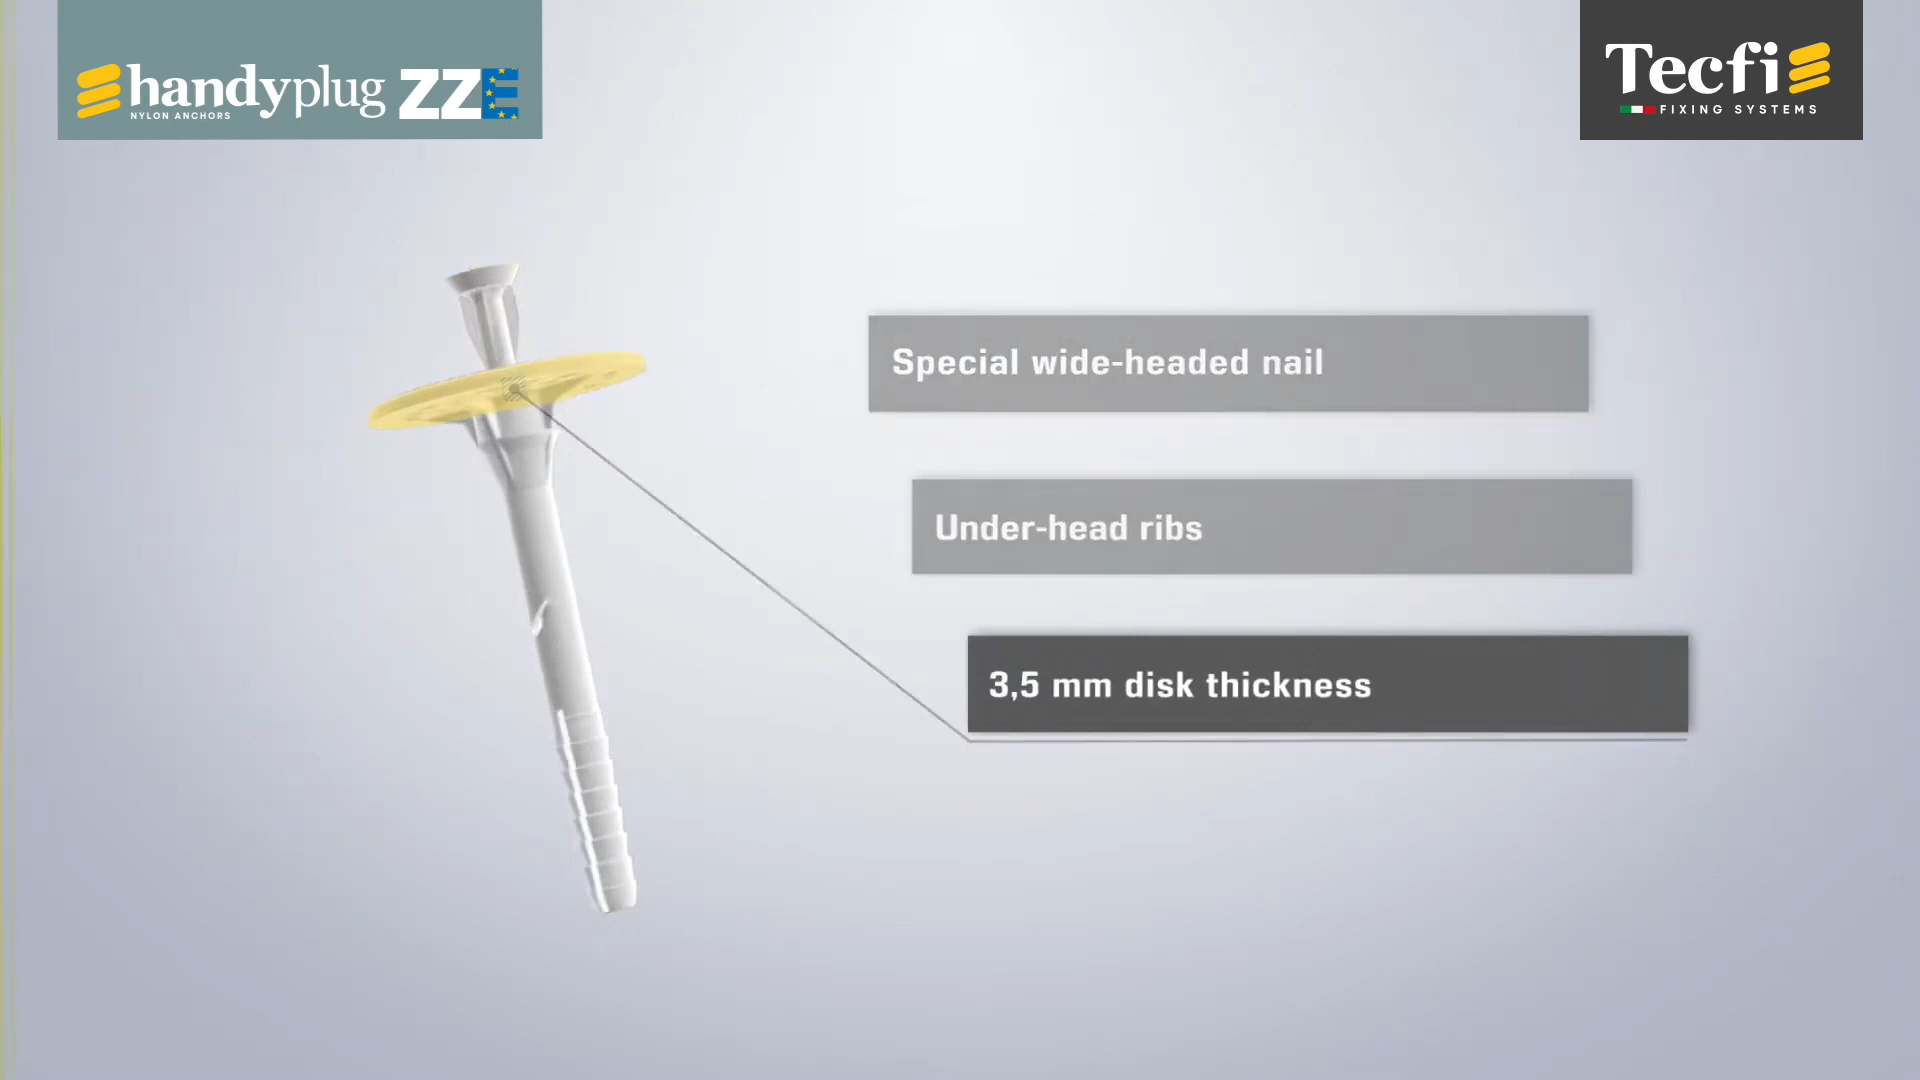 handyplug ZZE
NYLON ANCHORS
Tecfi
FIXING SYSTEMS
Special wide-headed nail
Under-head ribs
3,5 mm disk thickness